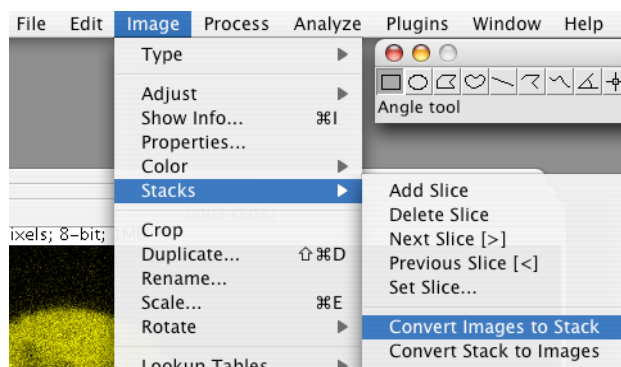 File Edit Image Process Analyze Plugins Window Help
Type
Adjust
Show Info... ⌘I
Properties...
Color
Stacks
Crop
Duplicate... ⇧⌘D
Rename...
Scale... ⌘E
Rotate
Lookup Tables
Angle tool
Add Slice
Delete Slice
Next Slice [>]
Previous Slice [<]
Set Slice...
Convert Images to Stack
Convert Stack to Images
ixels; 8-bit;